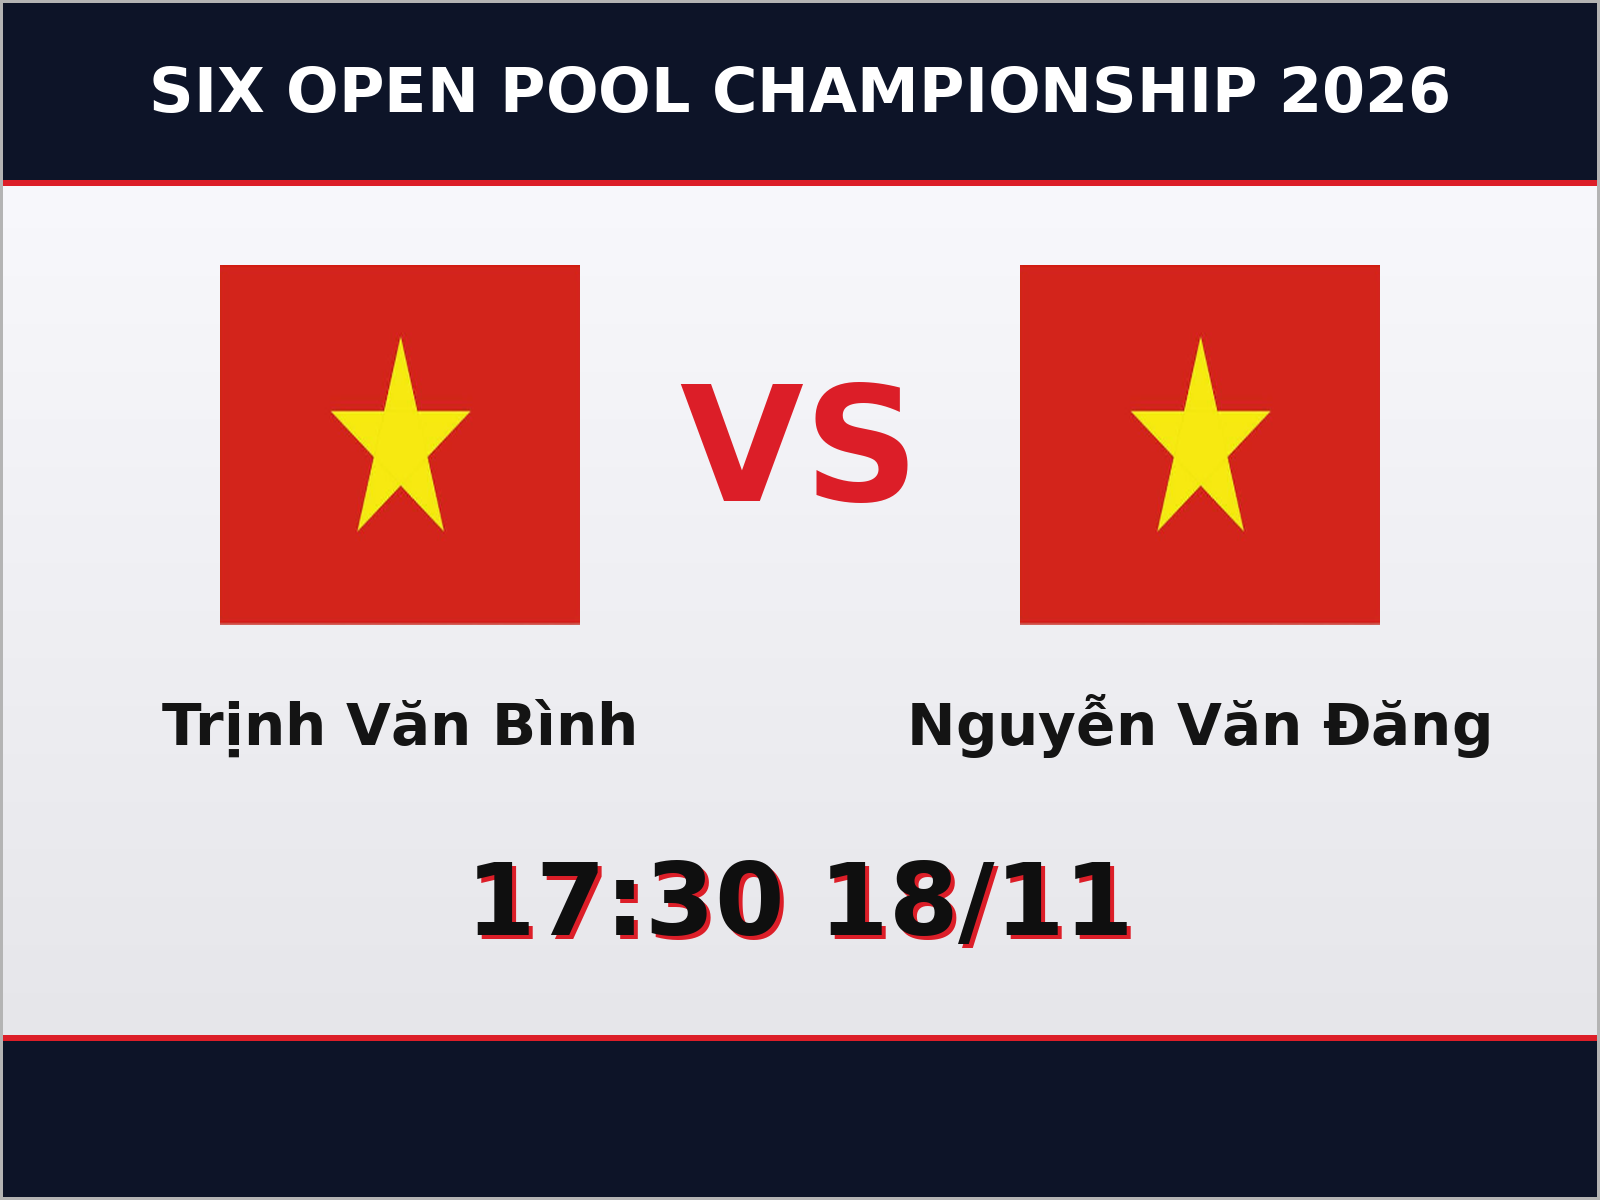 SIX OPEN POOL CHAMPIONSHIP 2026
VS
Trịnh Văn Bình
Nguyễn Văn Đăng
17:30 18/11